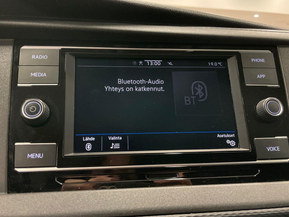 RADIO
MEDIA
MENU
13:00
19.0°
Bluetooth-Audio
Yhteys on katkennut.
BT
Lähde
Valinta
Asetukset
PHONE
APP
VOICE